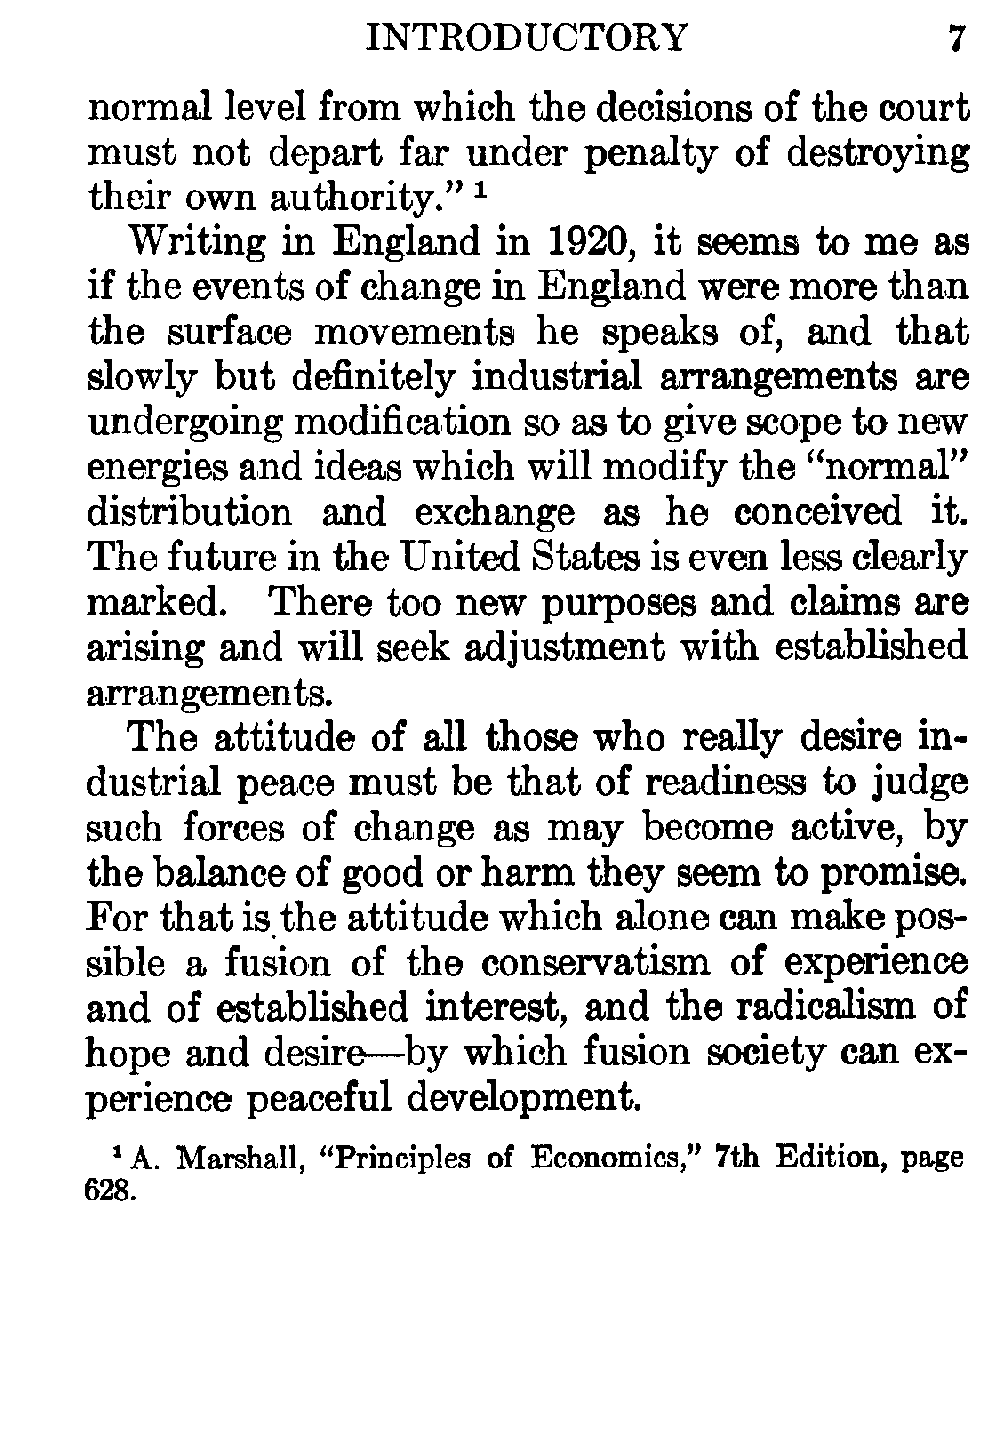 INTRODUCTORY 7
normal level from which the decisions of the court
must not depart far under penalty of destroying
their own authority.” ¹
Writing in England in 1920, it seems to me as
if the events of change in England were more than
the surface movements he speaks of, and that
slowly but definitely industrial arrangements are
undergoing modification so as to give scope to new
energies and ideas which will modify the “normal”
distribution and exchange as he conceived it.
The future in the United States is even less clearly
marked. There too new purposes and claims are
arising and will seek adjustment with established
arrangements.
The attitude of all those who really desire in-
dustrial peace must be that of readiness to judge
such forces of change as may become active, by
the balance of good or harm they seem to promise.
For that is the attitude which alone can make pos-
sible a fusion of the conservatism of experience
and of established interest, and the radicalism of
hope and desire—by which fusion society can ex-
perience peaceful development.
¹ A. Marshall, “Principles of Economics,” 7th Edition, page
628.